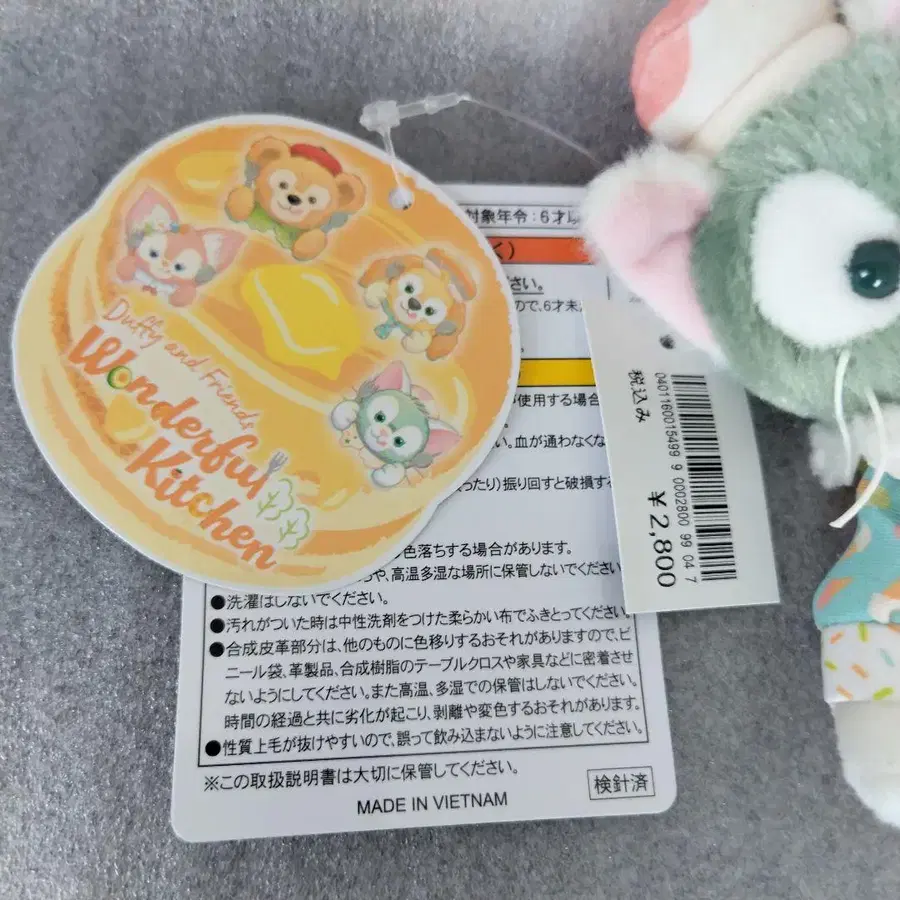 Duffy and Friends
Wonderful
Kitchen
対象年令:6才以
く)
さい。
ので、6才未
使用する場合
い。血が通わなくな
ったり)振り回すと破損する
色落ちする場合があります。
や、高温多湿な場所に保管しないでください
●洗濯はしないでください。
●汚れがついた時は中性洗剤をつけた柔らかい布でふきとってください。
●合成皮革部分は、他のものに色移りするおそれがありますので、ビ
ニール袋、革製品、合成樹脂のテーブルクロスや家具などに密着させ
ないようにしてください。また高温、多湿での保管はしないでください。
時間の経過と共に劣化が起こり、剥離や変色するおそれがあります。
●性質上毛が抜けやすいので、誤って飲み込まないように注意してください。
※この取扱説明書は大切に保管してください。
検針済
MADE IN VIETNAM
0401160015499 9 0002800 99 04 7
税込み
¥2,800